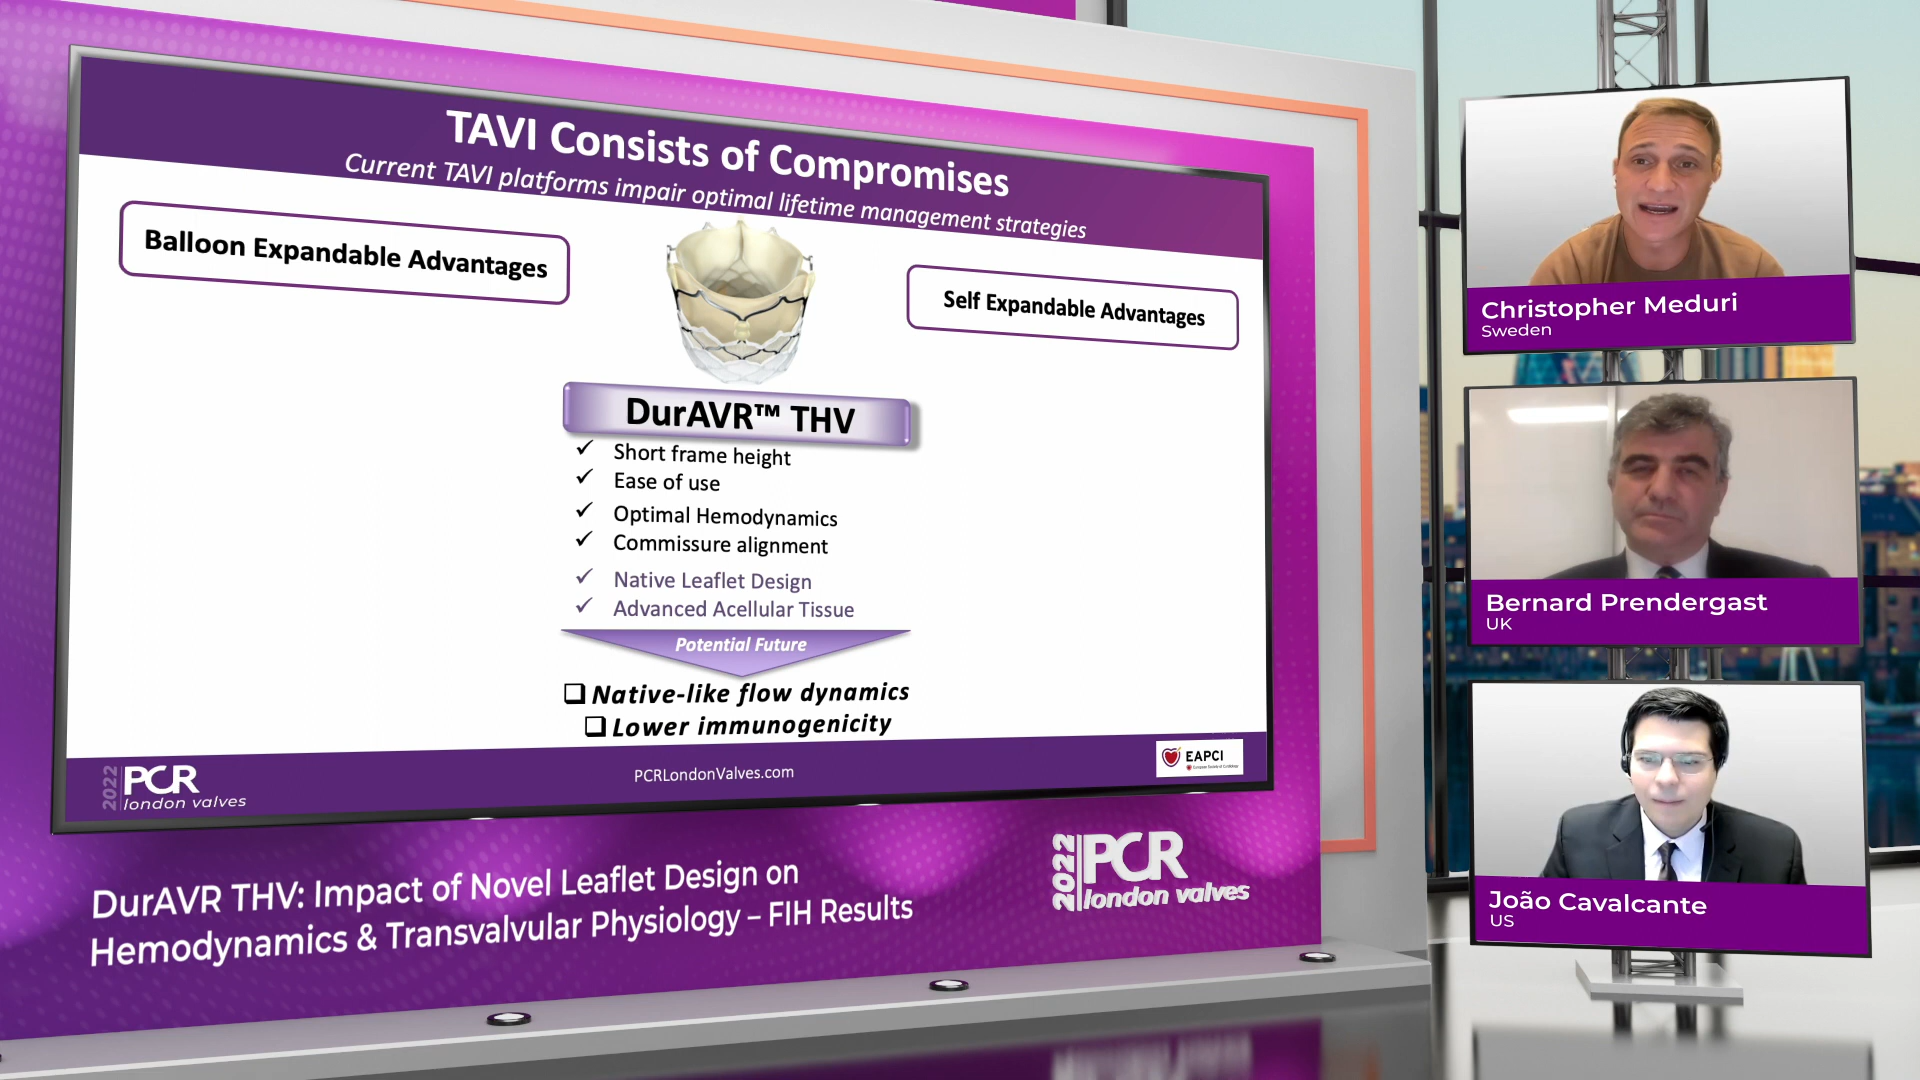 TAVI Consists of Compromises
Current TAVI platforms impair optimal lifetime management strategies
Balloon Expandable Advantages
Self Expandable Advantages
DurAVR™ THV
✓ Short frame height
✓ Ease of use
✓ Optimal Hemodynamics
✓ Commissure alignment
✓ Native Leaflet Design
✓ Advanced Acellular Tissue
Potential Future
❑ Native-like flow dynamics
❑ Lower immunogenicity
2022 PCR
london valves
PCRLondonValves.com
EAPCI
DurAVR THV: Impact of Novel Leaflet Design on
Hemodynamics & Transvalvular Physiology – FIH Results
2022 PCR
london valves
Christopher Meduri
Sweden
Bernard Prendergast
UK
João Cavalcante
US